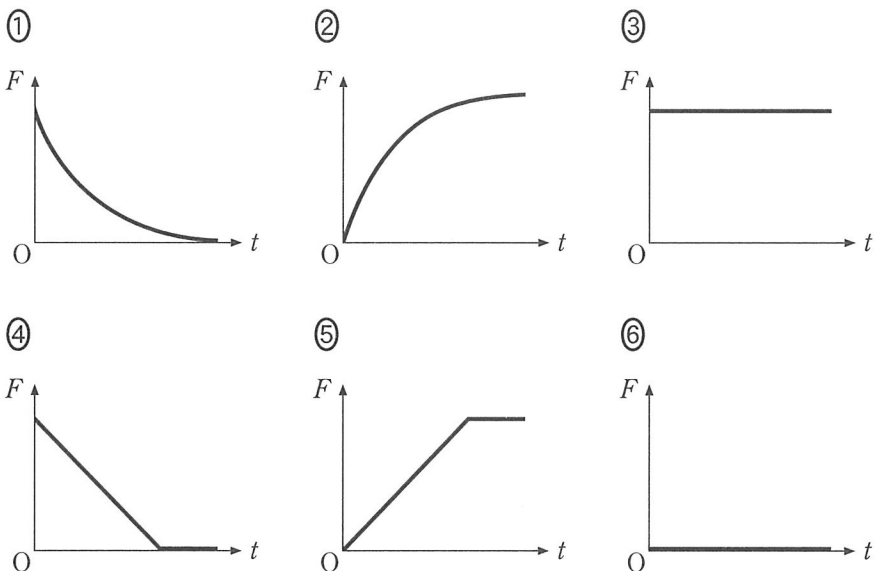 ① ② ③
F F F
O t O t O t
④ ⑤ ⑥
F F F
O t O t O t